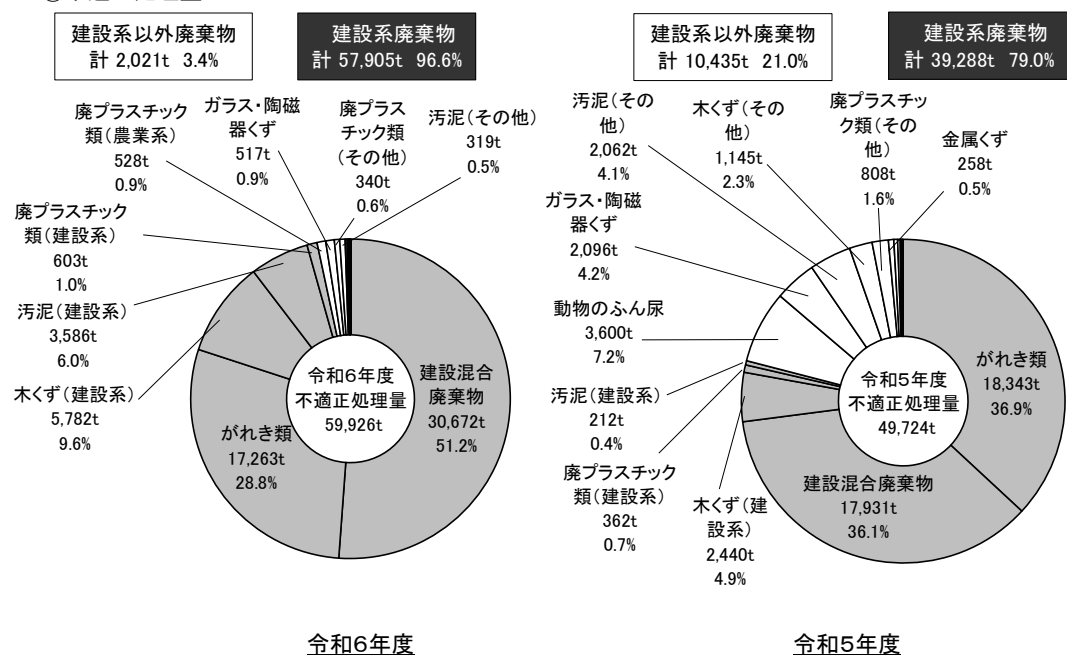 建設系以外廃棄物
計 2,021t 3.4%
建設系廃棄物
計 57,905t 96.6%
廃プラスチック
類(農業系)
528t
0.9%
ガラス・陶磁
器くず
517t
0.9%
廃プラス
チック類
(その他)
340t
0.6%
汚泥(その他)
319t
0.5%
廃プラスチック
類(建設系)
603t
1.0%
汚泥(建設系)
3,586t
6.0%
木くず(建設系)
5,782t
9.6%
がれき類
17,263t
28.8%
建設混合
廃棄物
30,672t
51.2%
令和6年度
不適正処理量
59,926t
令和6年度
建設系以外廃棄物
計 10,435t 21.0%
建設系廃棄物
計 39,288t 79.0%
汚泥(その
他)
2,062t
4.1%
木くず(その
他)
1,145t
2.3%
廃プラスチッ
ク類(その
他)
808t
1.6%
金属くず
258t
0.5%
ガラス・陶磁
器くず
2,096t
4.2%
動物のふん尿
3,600t
7.2%
汚泥(建設系)
212t
0.4%
廃プラスチック
類(建設系)
362t
0.7%
木くず(建
設系)
2,440t
4.9%
建設混合廃棄物
17,931t
36.1%
がれき類
18,343t
36.9%
令和5年度
不適正処理量
49,724t
令和5年度